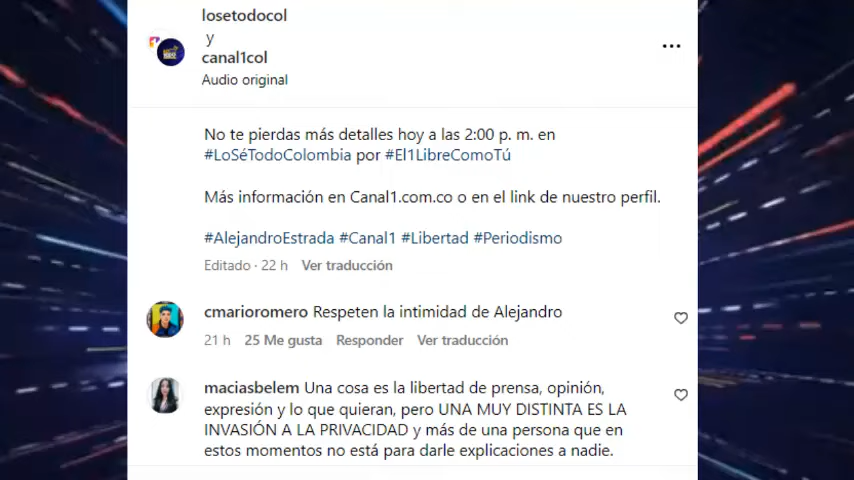 losetodocol
y
canal1col
Audio original
No te pierdas más detalles hoy a las 2:00 p. m. en
#LoSéTodoColombia por #El1LibreComoTú
Más información en Canal1.com.co o en el link de nuestro perfil.
#AlejandroEstrada #Canal1 #Libertad #Periodismo
Editado · 22 h Ver traducción
cmarioromero Respeten la intimidad de Alejandro
21 h 25 Me gusta Responder Ver traducción
maciasbelem Una cosa es la libertad de prensa, opinión,
expresión y lo que quieran, pero UNA MUY DISTINTA ES LA
INVASIÓN A LA PRIVACIDAD y más de una persona que en
estos momentos no está para darle explicaciones a nadie.